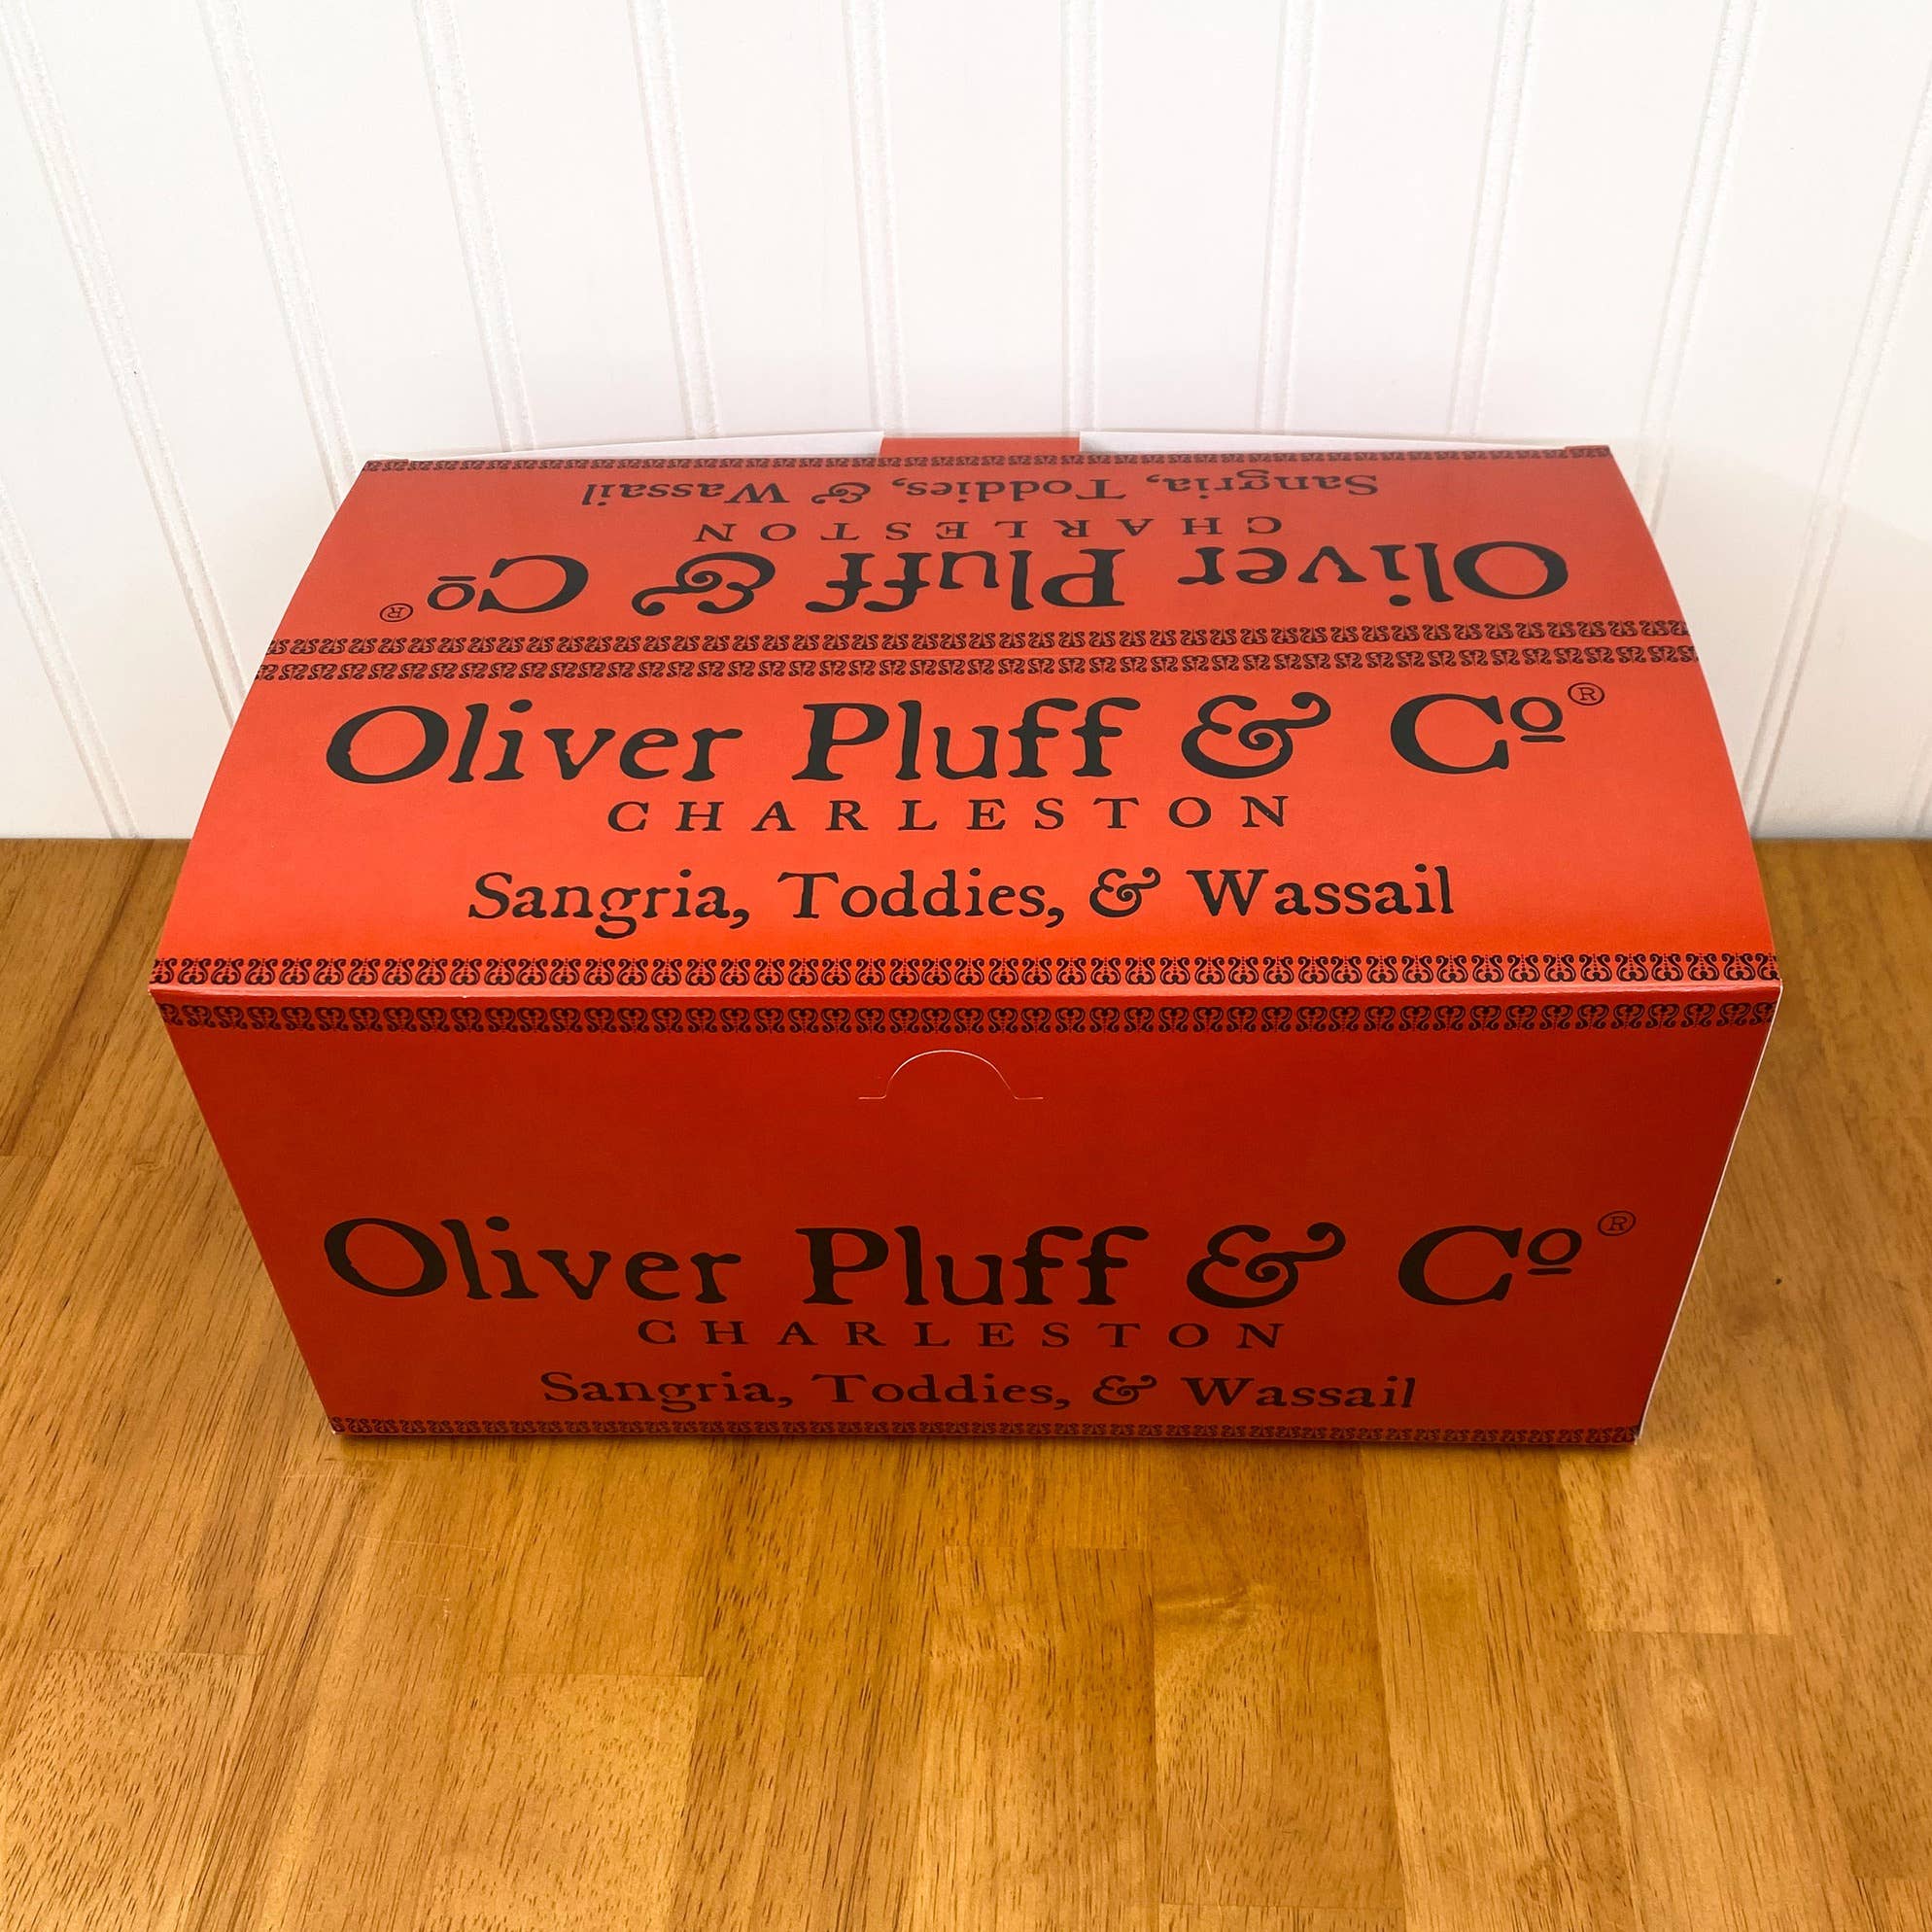 Sangria, Toddies, & Wassail
CHARLESTON
Oliver Pluff & Co®
Oliver Pluff & Co®
CHARLESTON
Sangria, Toddies, & Wassail
Oliver Pluff & Co®
CHARLESTON
Sangria, Toddies, & Wassail